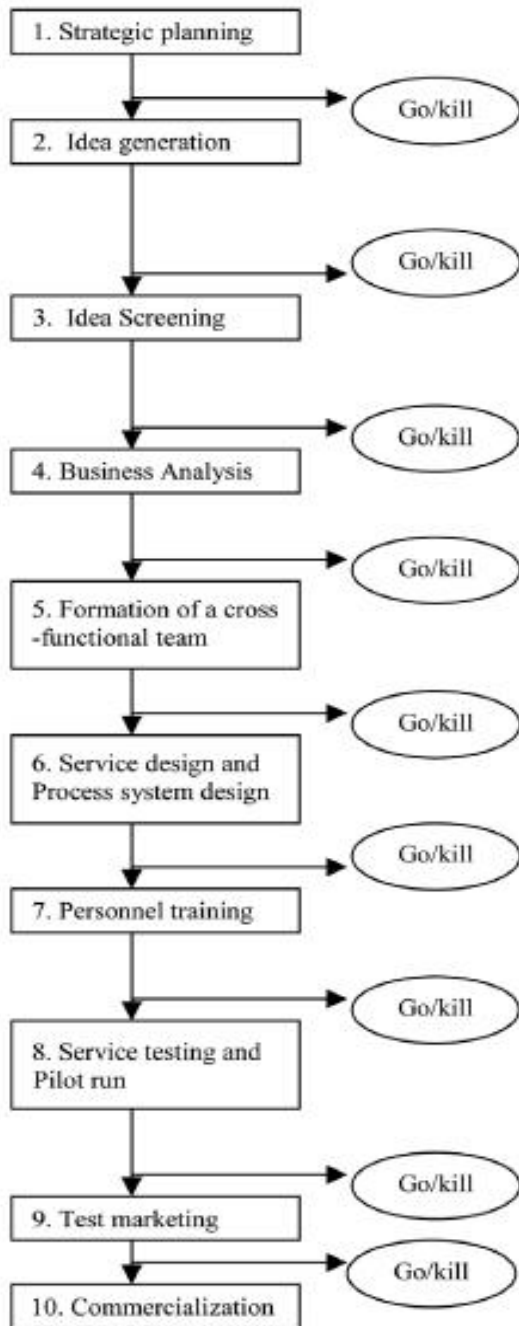 1. Strategic planning
Go/kill
2. Idea generation
Go/kill
3. Idea Screening
Go/kill
4. Business Analysis
Go/kill
5. Formation of a cross
-functional team
Go/kill
6. Service design and
Process system design
Go/kill
7. Personnel training
Go/kill
8. Service testing and
Pilot run
Go/kill
9. Test marketing
Go/kill
10. Commercialization